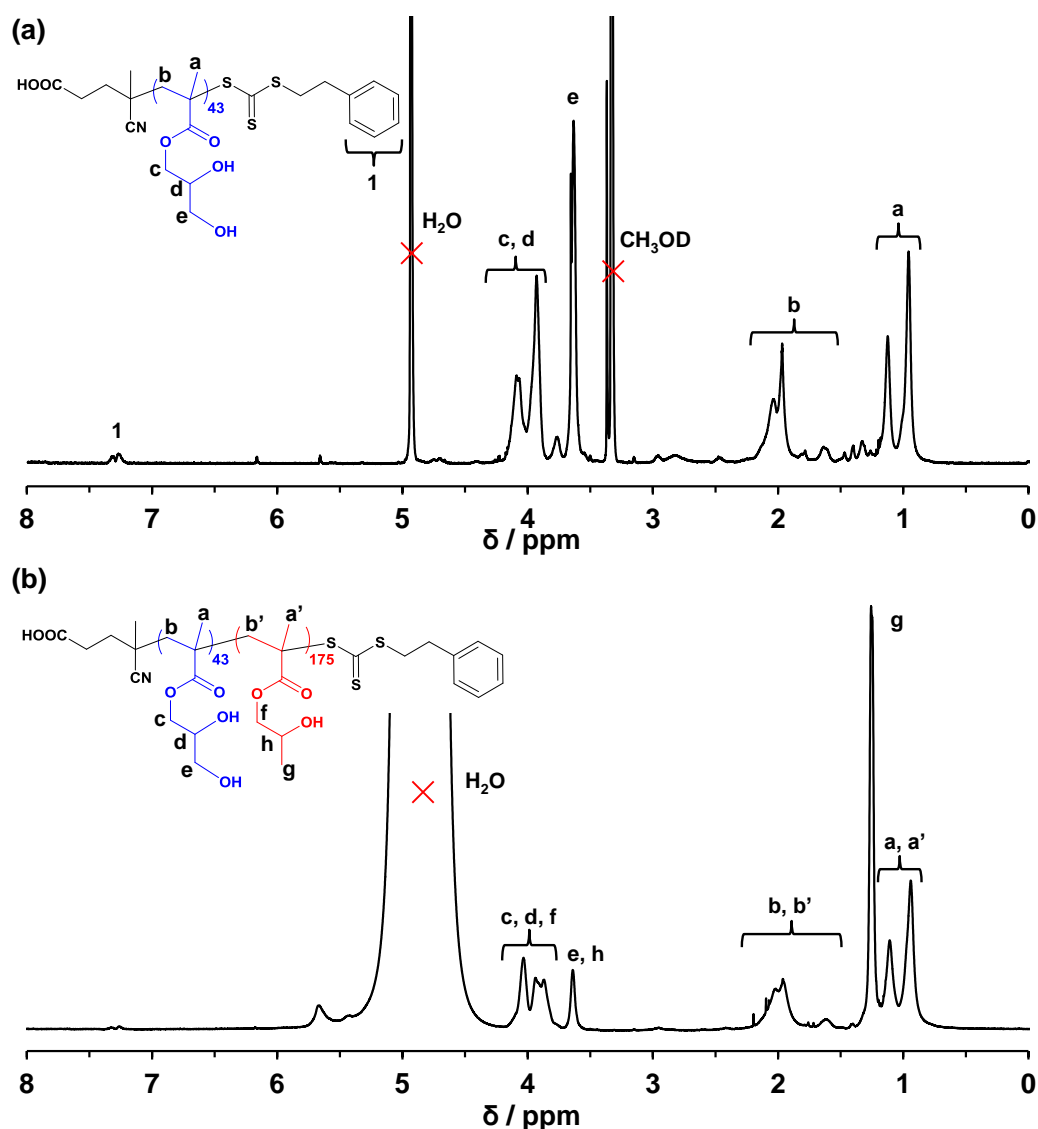 (a)
b a
HOOC CN 43 S S S
O O
c OH
d
e OH
1
H₂O
c, d
e
CH₃OD
b
a
1
8 7 6 5 4 3 2 1 0
δ / ppm
(b)
b a b' a'
HOOC CN 43 175 S S S
O O O O
c OH f OH
d h
e OH g
H₂O
c, d, f
e, h
b, b'
g
a, a'
8 7 6 5 4 3 2 1 0
δ / ppm